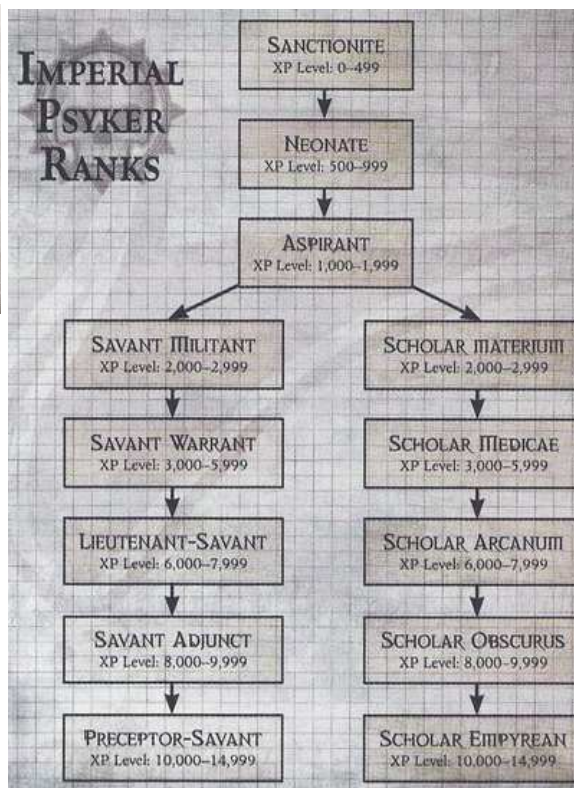 IMPERIAL
PSYKER
RANKS
SANCTIONITE
XP Level: 0–499
NEONATE
XP Level: 500–999
ASPIRANT
XP Level: 1,000–1,999
SAVANT MILITANT
XP Level: 2,000–2,999
SAVANT WARRANT
XP Level: 3,000–5,999
LIEUTENANT-SAVANT
XP Level: 6,000–7,999
SAVANT ADJUNCT
XP Level: 8,000–9,999
PRECEPTOR-SAVANT
XP Level: 10,000–14,999
SCHOLAR MATERIUM
XP Level: 2,000–2,999
SCHOLAR MEDICAE
XP Level: 3,000–5,999
SCHOLAR ARCANUM
XP Level: 6,000–7,999
SCHOLAR OBSCURUS
XP Level: 8,000–9,999
SCHOLAR EMPYREAN
XP Level: 10,000–14,999